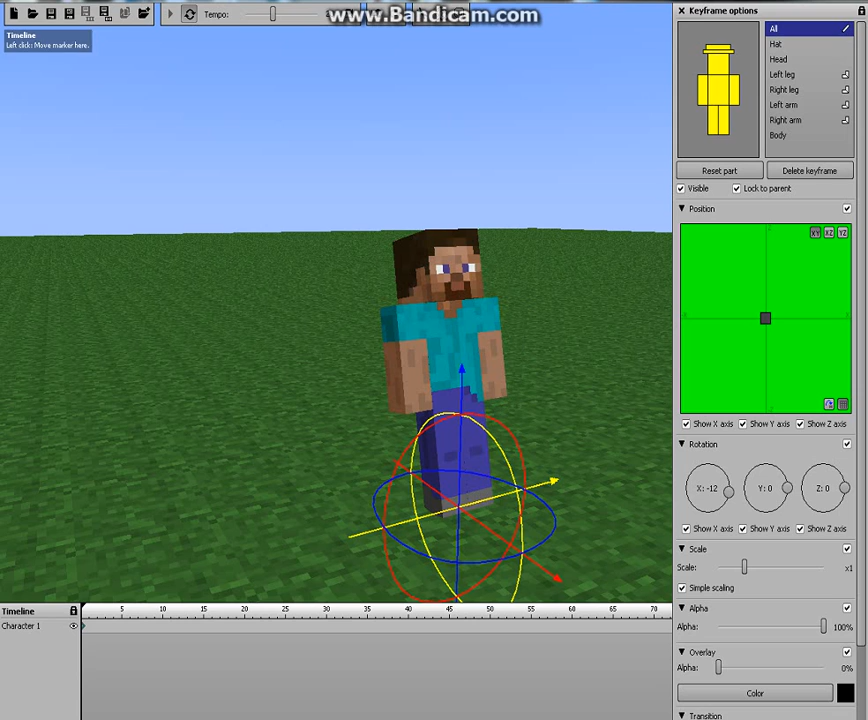 Tempo:
www.Bandicam.com
Timeline
Left click: Move marker here.
Keyframe options
All
Hat
Head
Left leg
Right leg
Left arm
Right arm
Body
Reset part
Delete keyframe
Visible
Lock to parent
Position
XY XZ YZ
Show X axis Show Y axis Show Z axis
Rotation
X: -12 Y: 0 Z: 0
Show X axis Show Y axis Show Z axis
Scale
Scale: x1
Simple scaling
Alpha
Alpha: 100%
Overlay
Alpha: 0%
Color
Transition
Timeline
5 10 15 20 25 30 35 40 45 50 55 60 65 70
Character 1